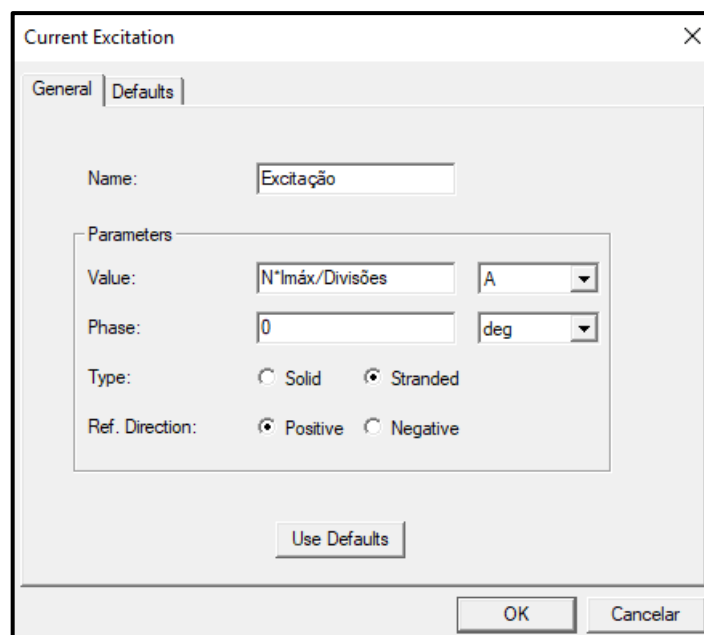 Current Excitation
General Defaults
Name: Excitação
Parameters
Value: N*Imáx/Divisões A
Phase: 0 deg
Type: Solid Stranded
Ref. Direction: Positive Negative
Use Defaults
OK Cancelar